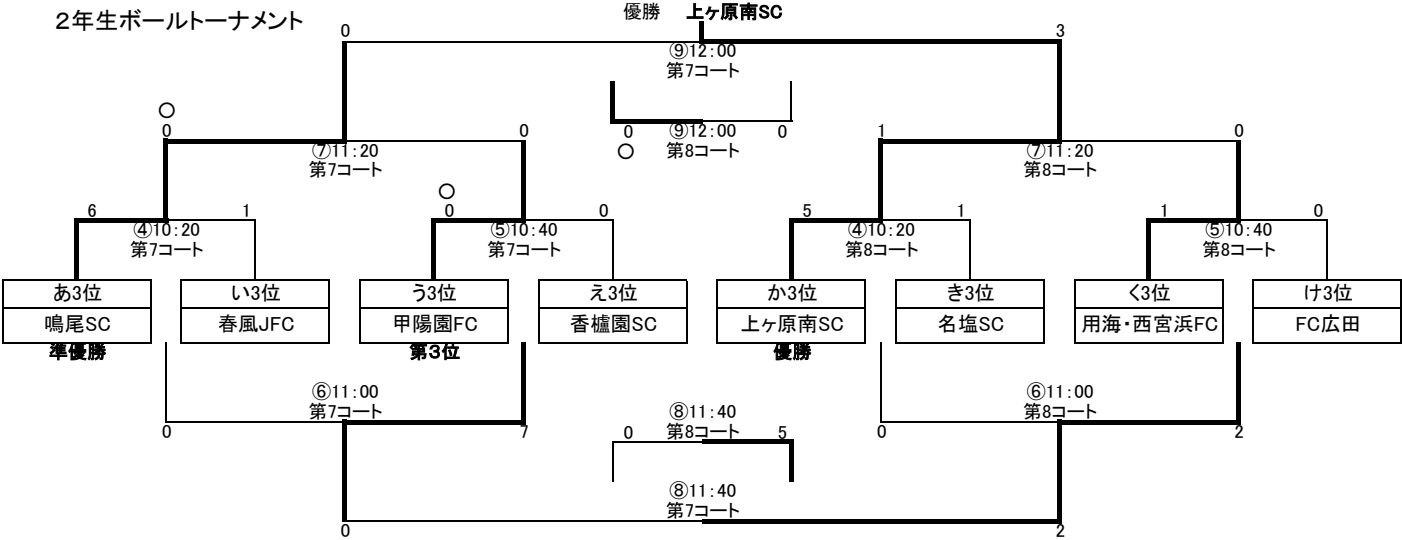 優勝 上ヶ原南SC
2年生ボールトーナメント
0 3
⑨12:00
第7コート
○
0 0 0 ⑨12:00 0 1 0
⑦11:20 ○ 第8コート ⑦11:20
第7コート 第8コート
○
6 1 0 0 5 1 1 0
④10:20 ⑤10:40 ④10:20 ⑤10:40
第7コート 第7コート 第8コート 第8コート
あ3位 い3位 う3位 え3位 か3位 き3位 く3位 け3位
鳴尾SC 春風JFC 甲陽園FC 香櫨園SC 上ヶ原南SC 名塩SC 用海・西宮浜FC FC広田
準優勝 第3位 優勝
⑥11:00 ⑥11:00
第7コート ⑧11:40 第8コート
0 7 0 第8コート 5 0 2
⑧11:40
第7コート
0 2